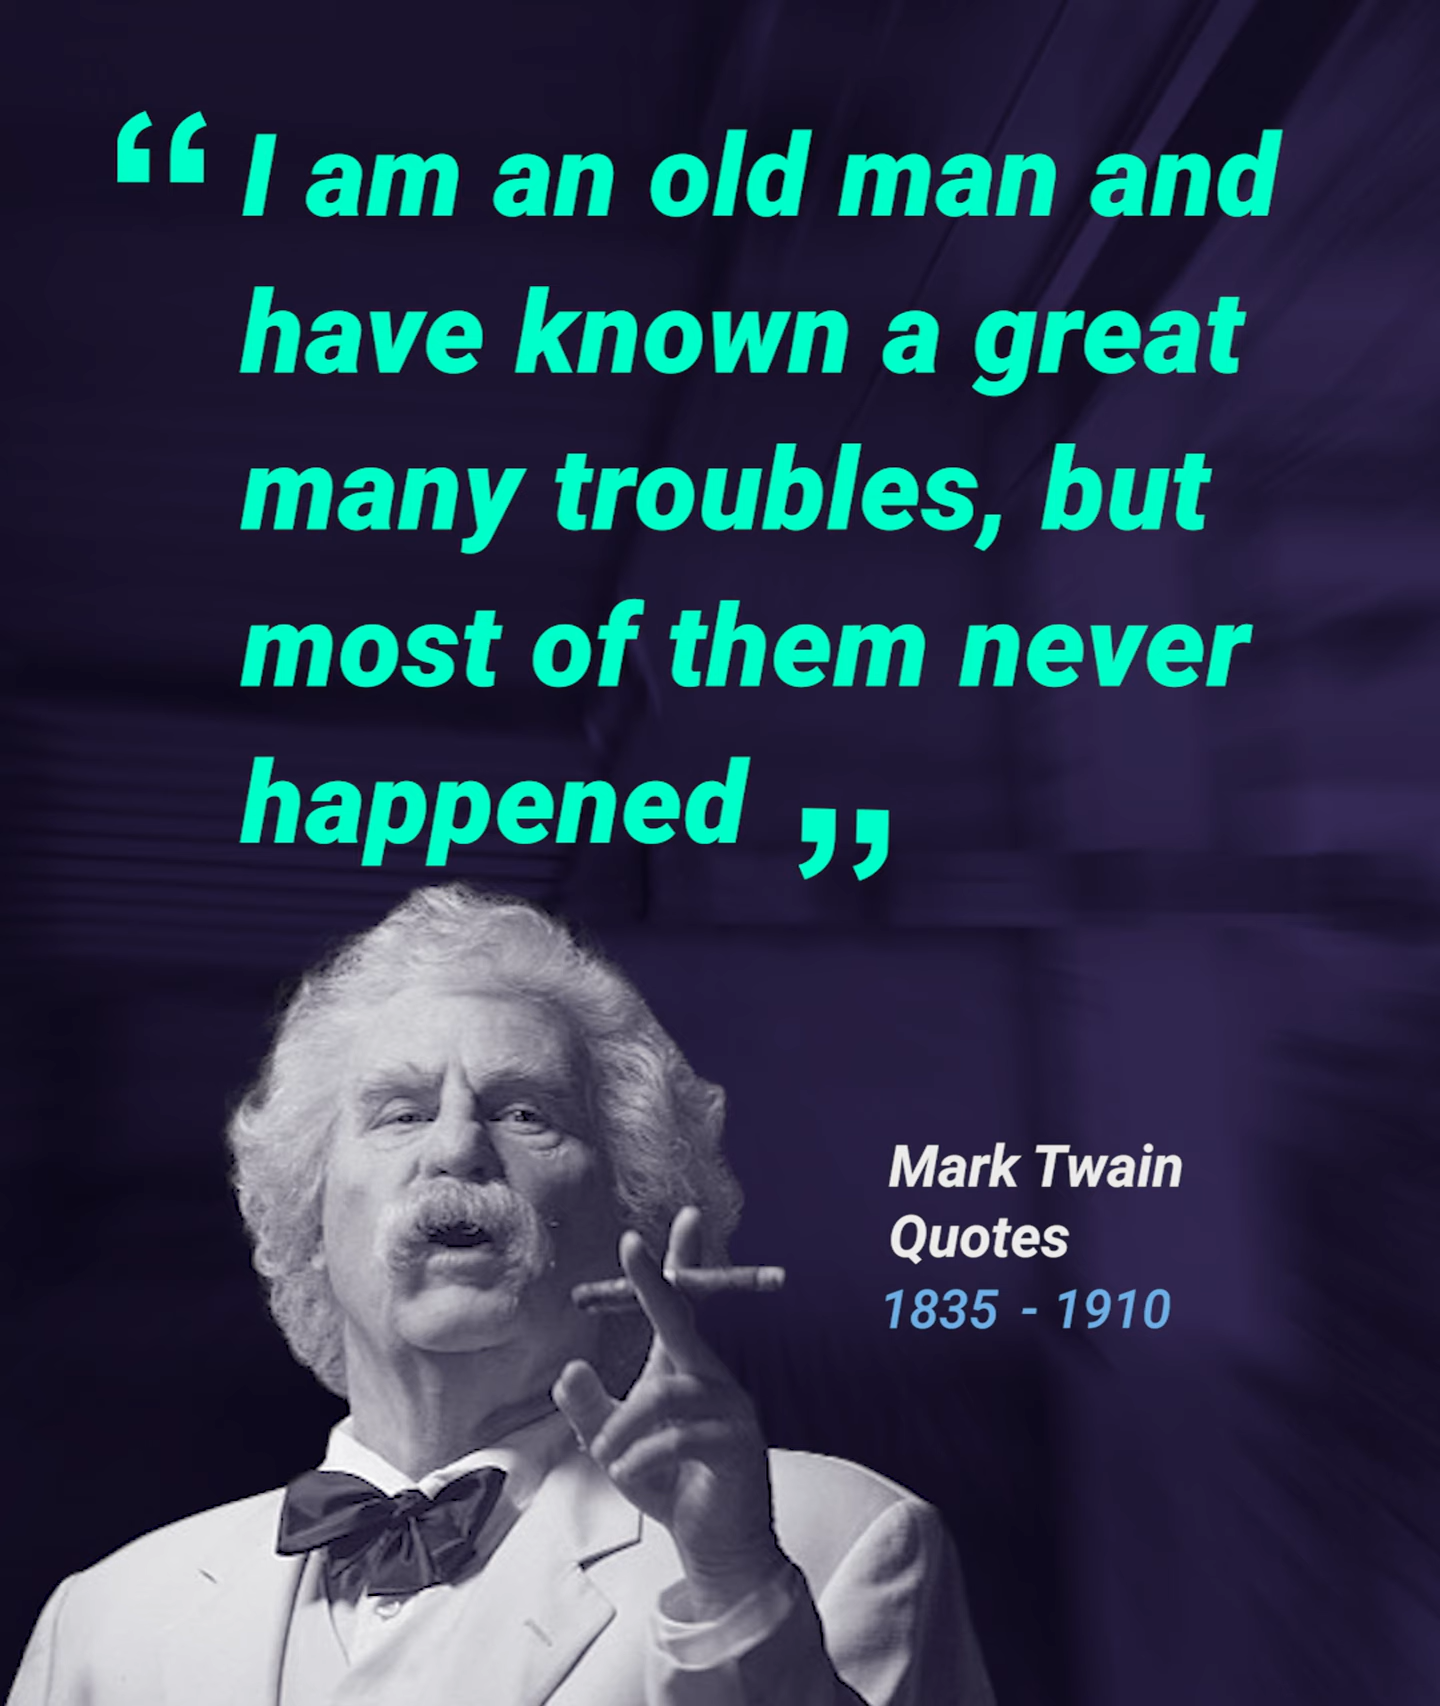 “ I am an old man and
have known a great
many troubles, but
most of them never
happened ”
Mark Twain
Quotes
1835 - 1910